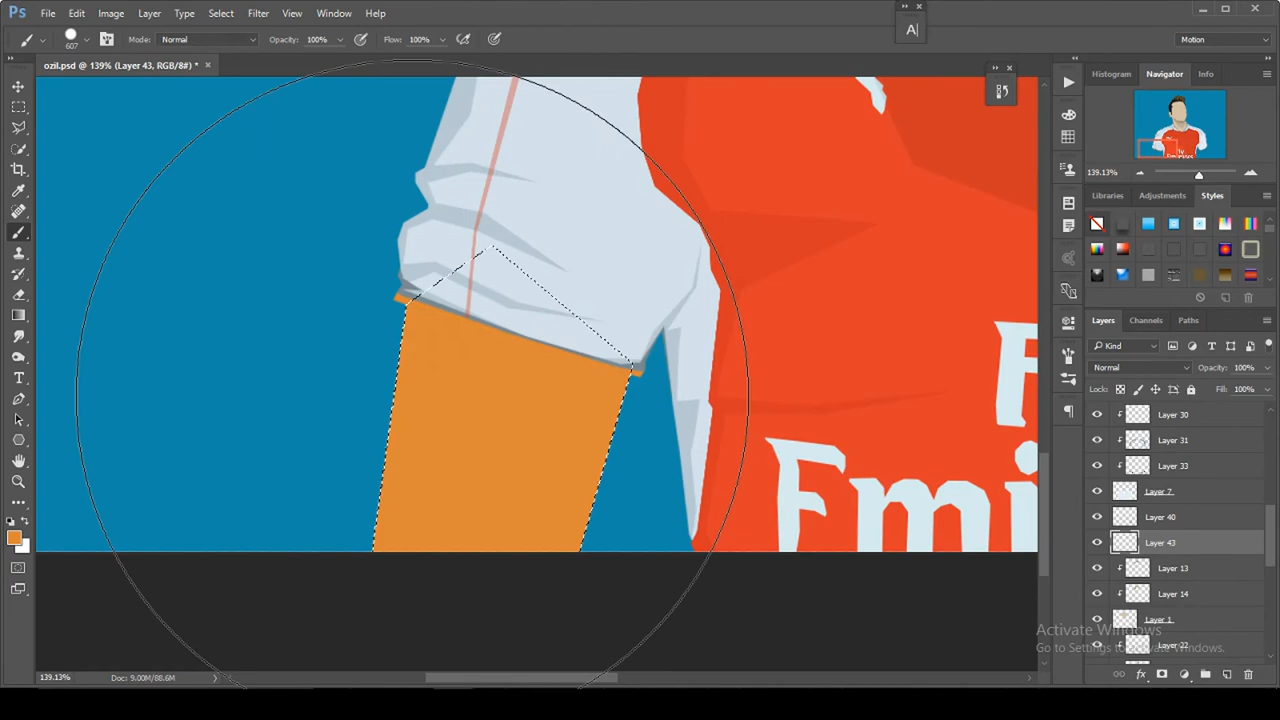 Ps File Edit Image Layer Type Select Filter View Window Help
A
607 Mode: Normal Opacity: 100% Flow: 100% Motion
ozil.psd @ 139% (Layer 43, RGB/8#) * ×
Histogram Navigator Info
139.13%
Libraries Adjustments Styles
Layers Channels Paths
Kind
Normal Opacity: 100%
Lock: Fill: 100%
Layer 30
Layer 31
Layer 33
Layer 7
Layer 40
Layer 43
Layer 13
Layer 14
Layer 1
Layer 22
F
Emi
Activate Windows
Go to Settings to activate Windows.
139.13% Doc: 9.00M/88.6M